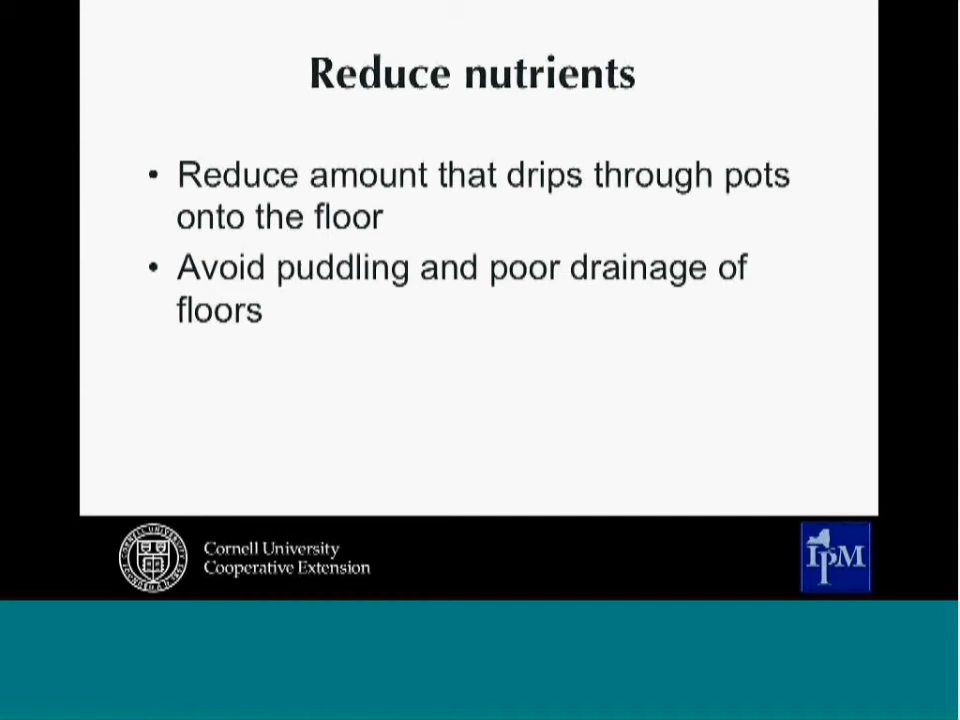 Reduce nutrients
• Reduce amount that drips through pots
onto the floor
• Avoid puddling and poor drainage of
floors
Cornell University
Cooperative Extension
IPM